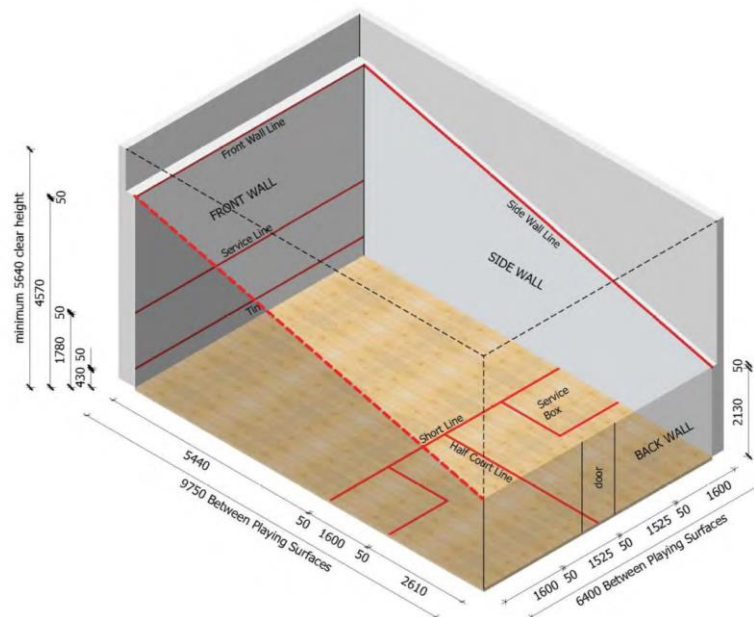 Front Wall Line
FRONT WALL
Service Line
Tin
Side Wall Line
SIDE WALL
Short Line
Service
Box
Half Court Line
door
BACK WALL
minimum 5640 clear height
4570
50
1780
50
430 50
50
2130
5440
50
1600
50
2610
9750 Between Playing Surfaces
1600
50
1525
50
1525
50
1600
6400 Between Playing Surfaces